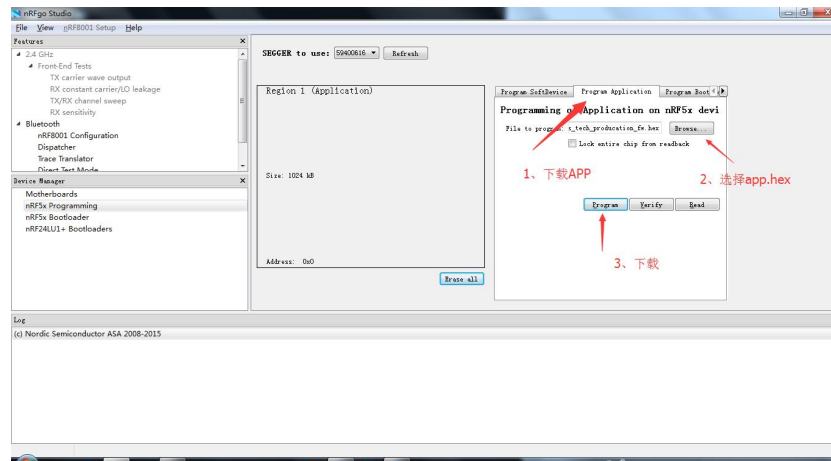 nRFgo Studio
File View nRF8001 Setup Help
Features
2.4 GHz
Front-End Tests
TX carrier wave output
RX constant carrier/LO leakage
TX/RX channel sweep
RX sensitivity
Bluetooth
nRF8001 Configuration
Dispatcher
Trace Translator
Direct Test Mode
Device Manager
Motherboards
nRF5x Programming
nRF5x Bootloader
nRF24LU1+ Bootloaders
SEGGER to use: 59400616 Refresh
Region 1 (Application)
Size: 1024 kB
Address: 0x0
Erase all
Program SoftDevice Program Application Program Boot
Programming of Application on nRF5x devi
File to program: s_tech_producation_fw.hex Browse...
Lock entire chip from readback
1、下载APP
2、选择app.hex
Program Verify Read
3、下载
Log
(c) Nordic Semiconductor ASA 2008-2015